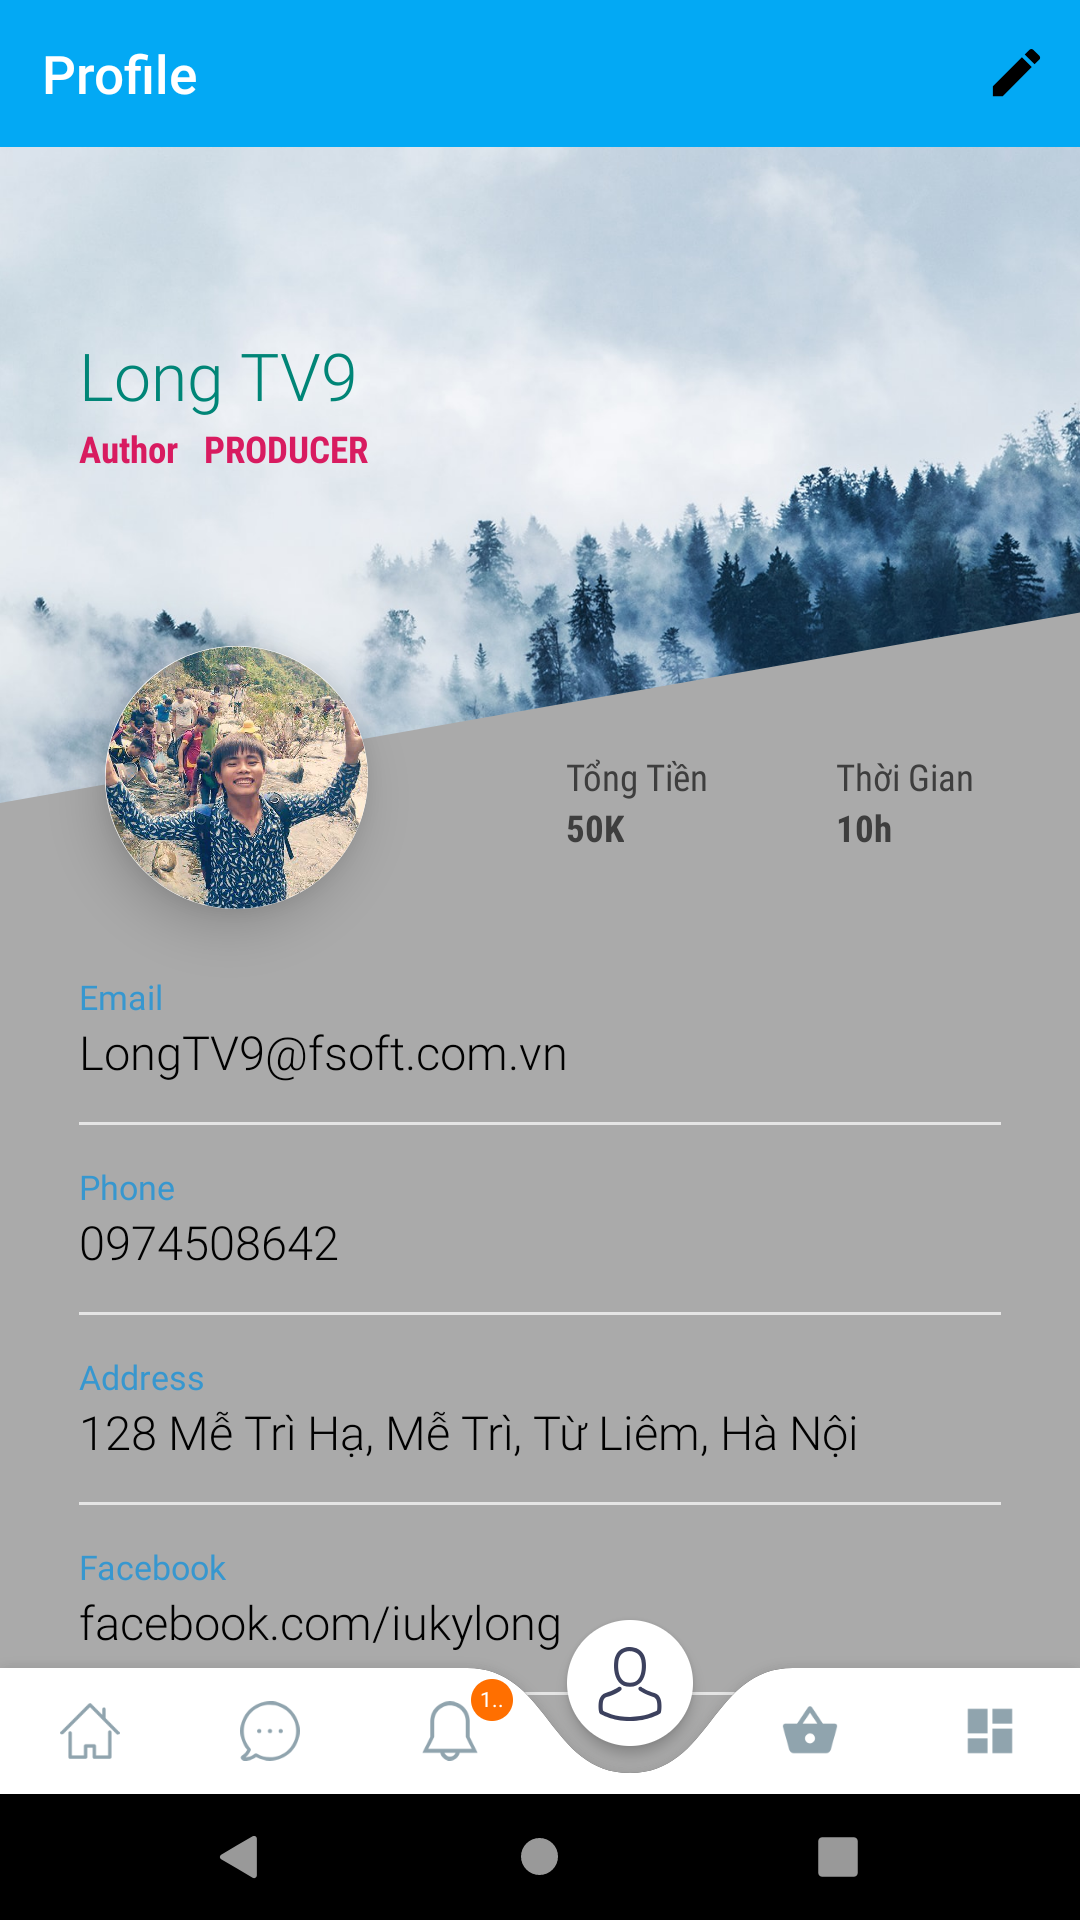 Profile
Long TV9
Author PRODUCER
Tổng Tiền
50K
Thời Gian
10h
Email
LongTV9@fsoft.com.vn
Phone
0974508642
Address
128 Mễ Trì Hạ, Mễ Trì, Từ Liêm, Hà Nội
Facebook
facebook.com/iukylong
1..